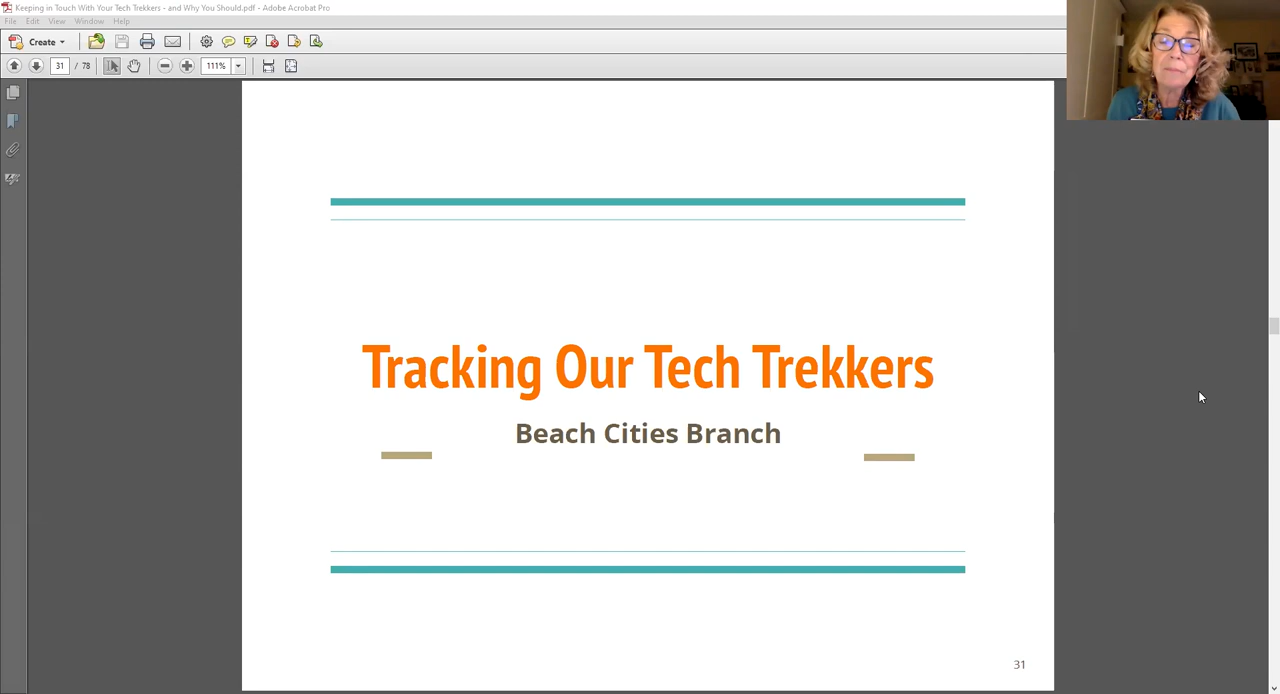 Keeping in Touch With Your Tech Trekkers - and Why You Should.pdf - Adobe Acrobat Pro
File Edit View Window Help
Create
31 / 78 111%
Tracking Our Tech Trekkers
Beach Cities Branch
31